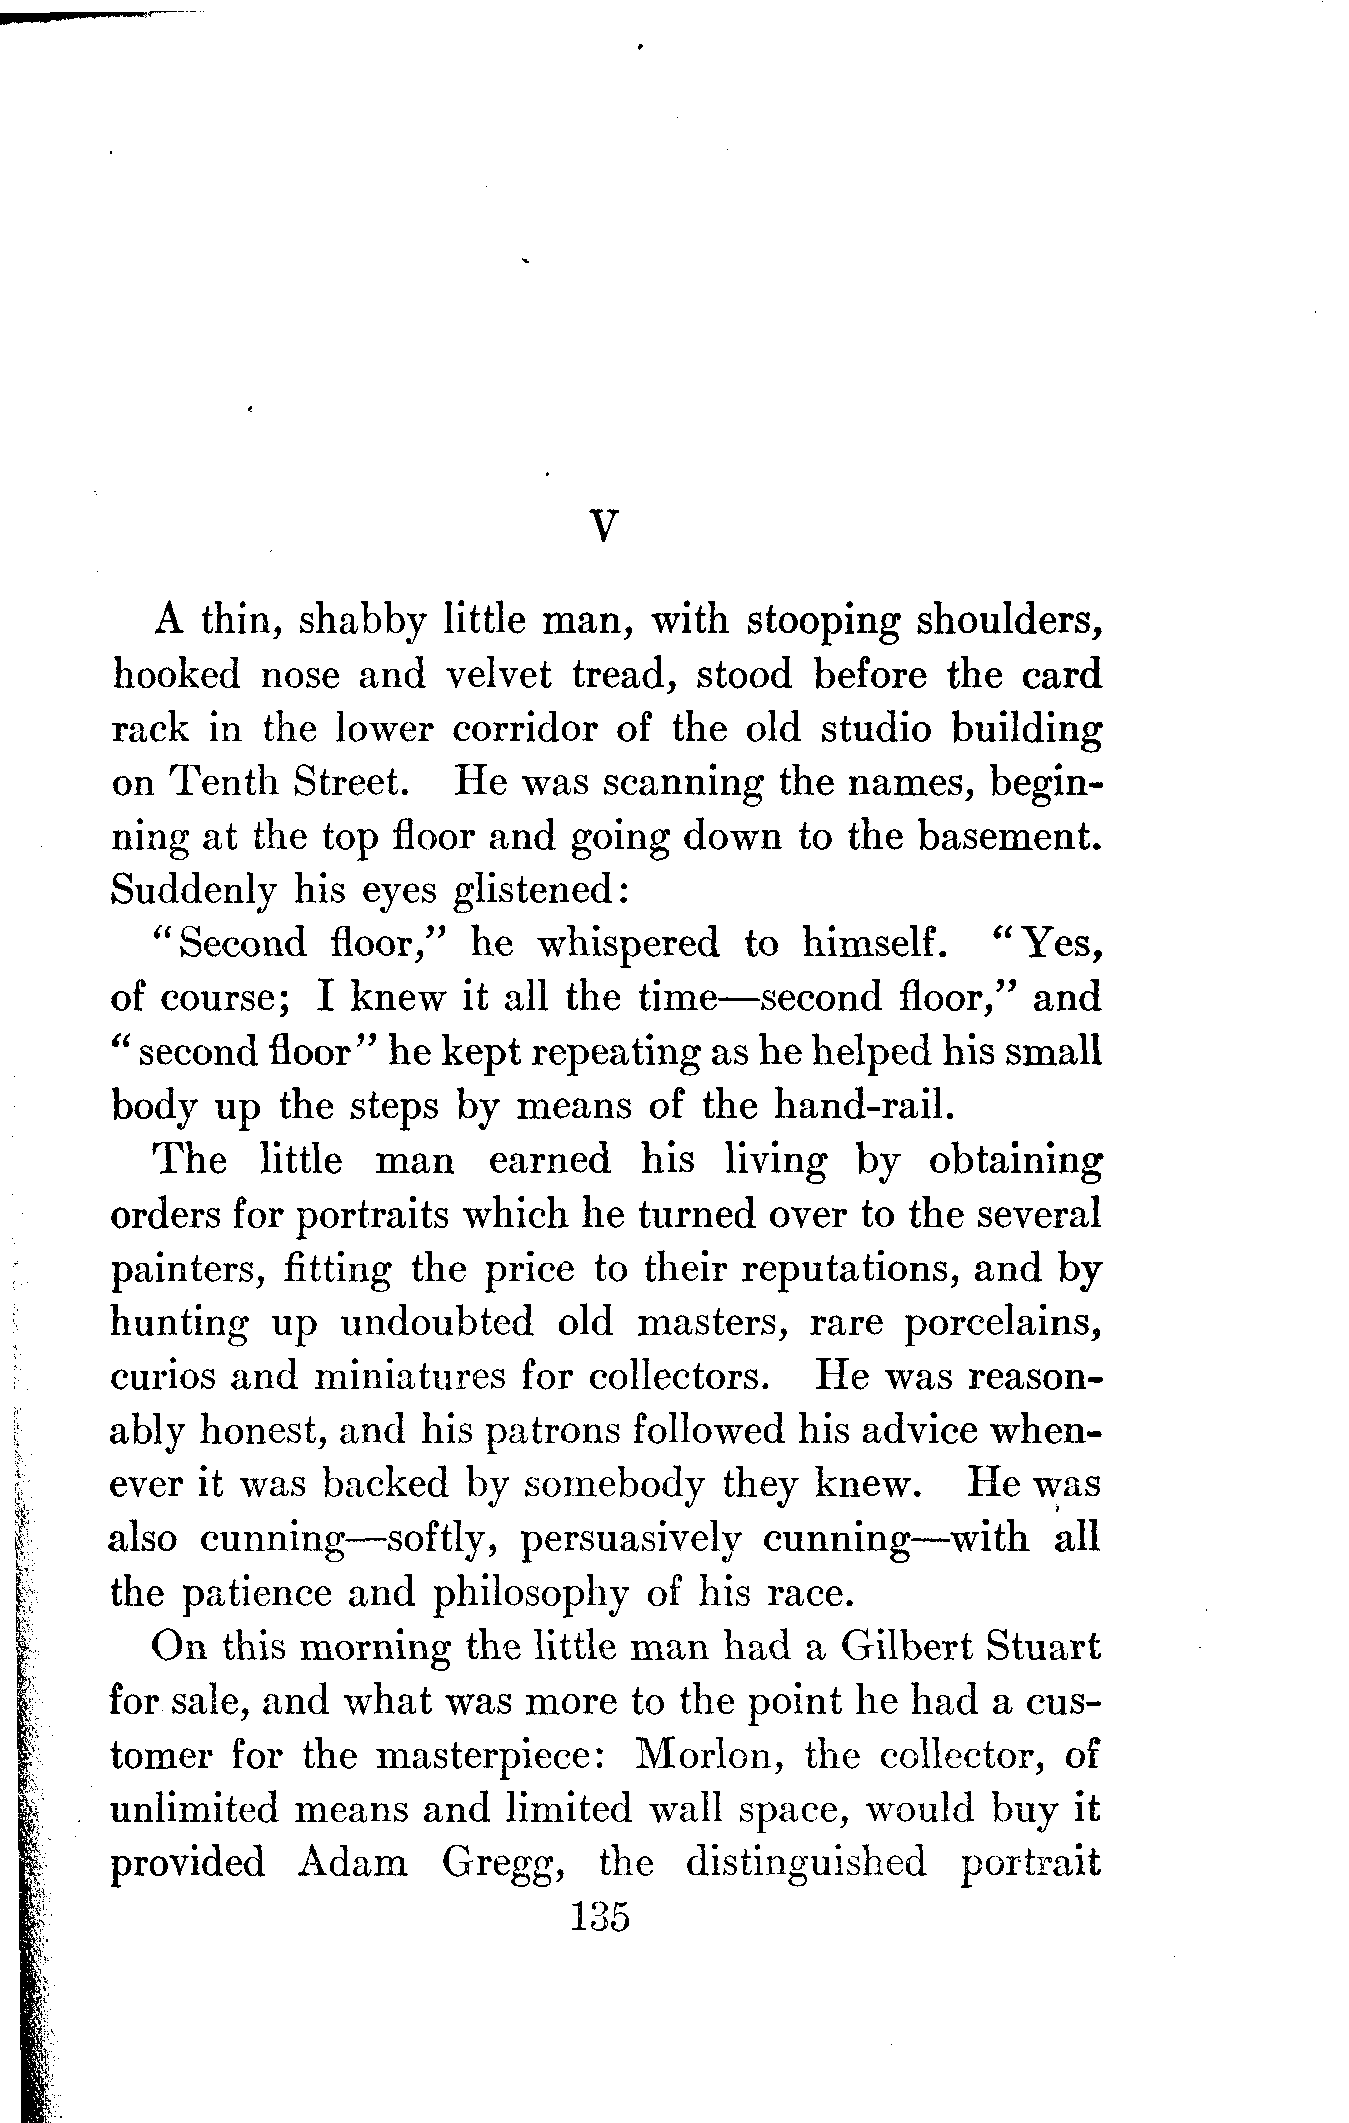 V
A thin, shabby little man, with stooping shoulders,
hooked nose and velvet tread, stood before the card
rack in the lower corridor of the old studio building
on Tenth Street. He was scanning the names, begin-
ning at the top floor and going down to the basement.
Suddenly his eyes glistened:
"Second floor," he whispered to himself. "Yes,
of course; I knew it all the time—second floor," and
"second floor" he kept repeating as he helped his small
body up the steps by means of the hand-rail.
The little man earned his living by obtaining
orders for portraits which he turned over to the several
painters, fitting the price to their reputations, and by
hunting up undoubted old masters, rare porcelains,
curios and miniatures for collectors. He was reason-
ably honest, and his patrons followed his advice when-
ever it was backed by somebody they knew. He was
also cunning—softly, persuasively cunning—with all
the patience and philosophy of his race.
On this morning the little man had a Gilbert Stuart
for sale, and what was more to the point he had a cus-
tomer for the masterpiece: Morlon, the collector, of
unlimited means and limited wall space, would buy it
provided Adam Gregg, the distinguished portrait
135